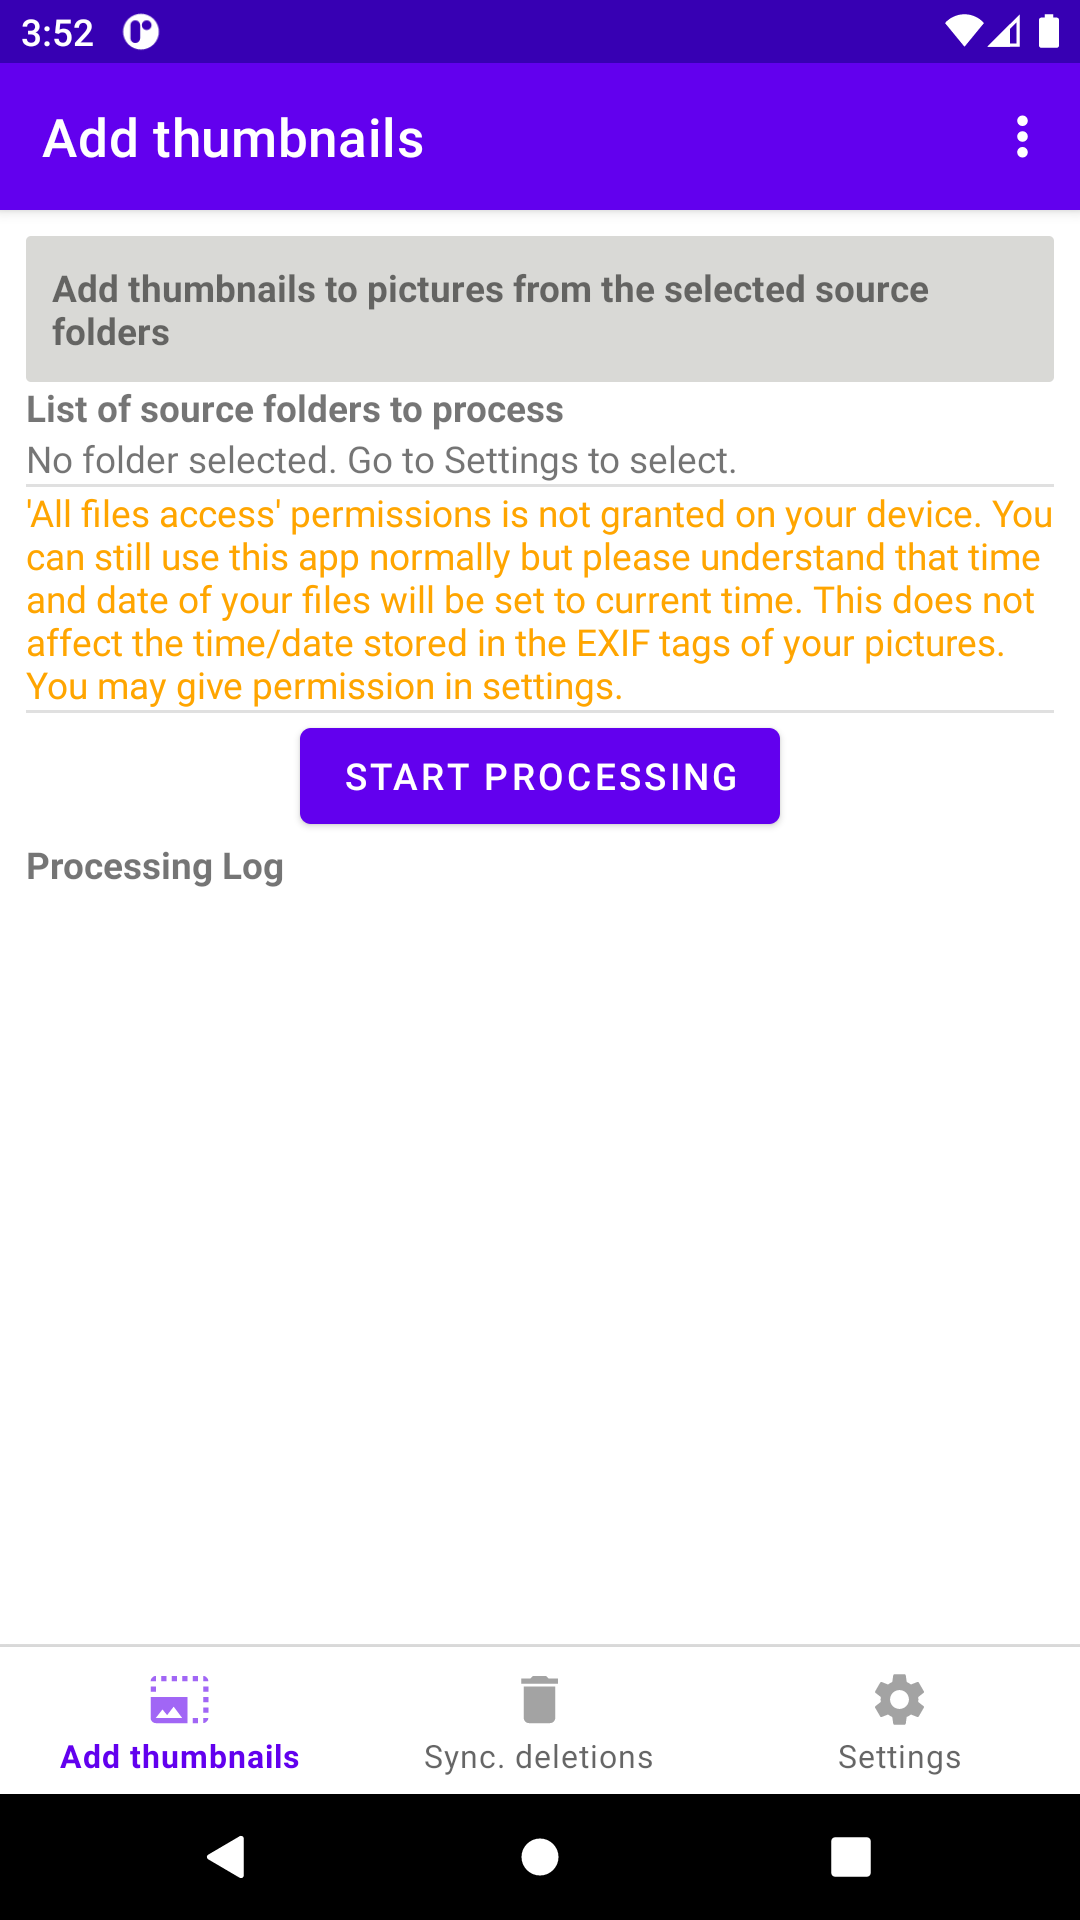 3:52
Add thumbnails
Add thumbnails to pictures from the selected source
folders
List of source folders to process
No folder selected. Go to Settings to select.
'All files access' permissions is not granted on your device. You
can still use this app normally but please understand that time
and date of your files will be set to current time. This does not
affect the time/date stored in the EXIF tags of your pictures.
You may give permission in settings.
START PROCESSING
Processing Log
Add thumbnails
Sync. deletions
Settings